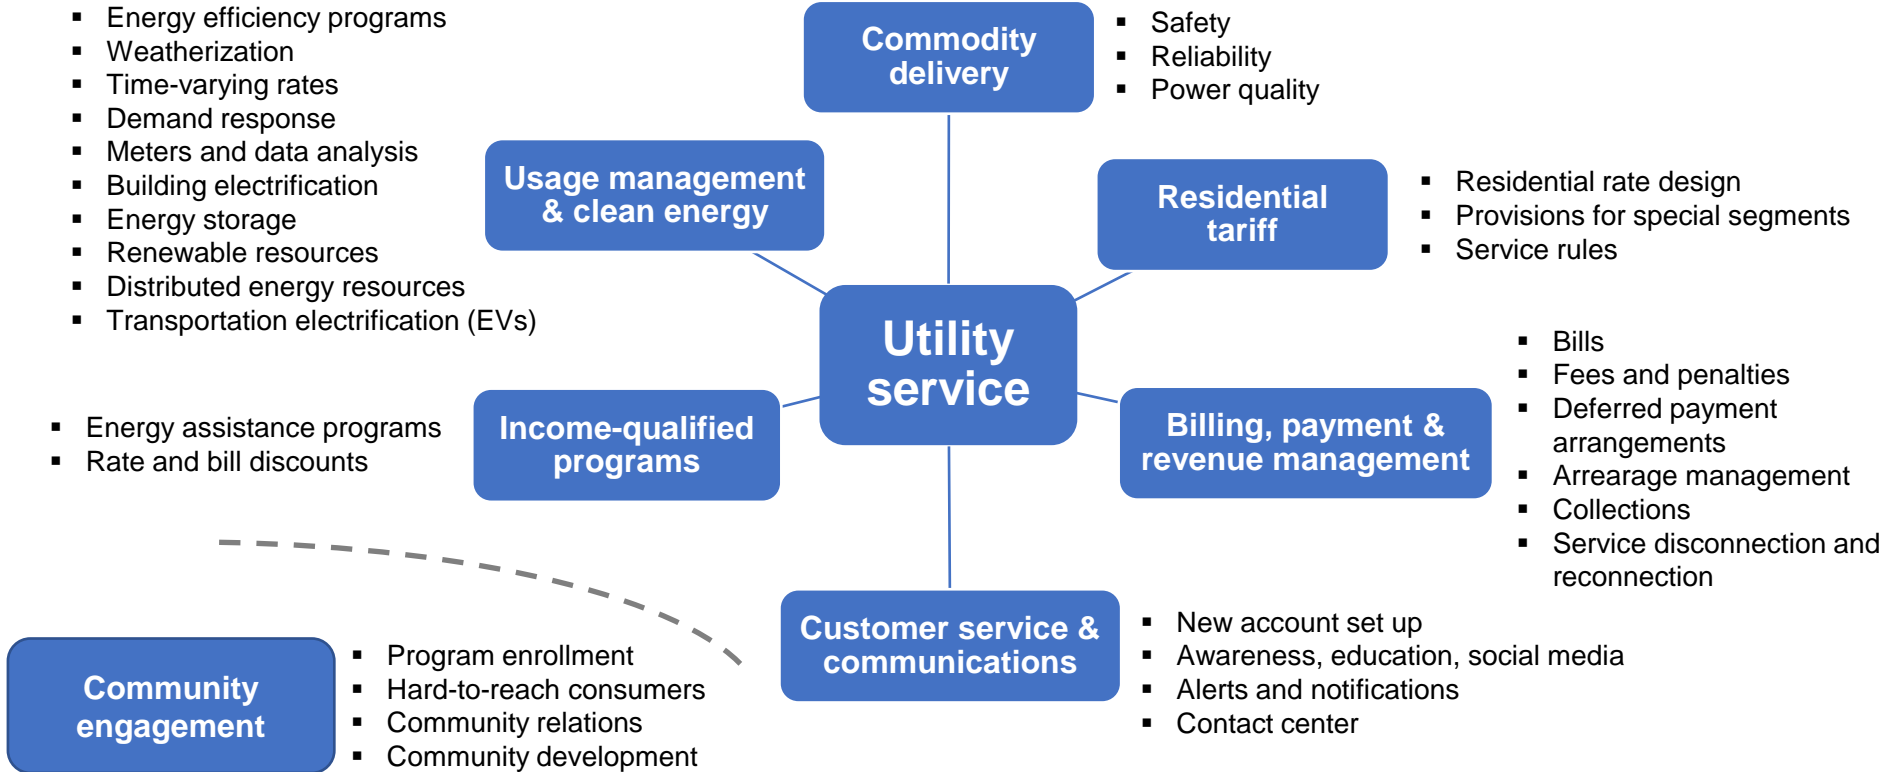 ▪ Energy efficiency programs
▪ Weatherization
▪ Time-varying rates
▪ Demand response
▪ Meters and data analysis
▪ Building electrification
▪ Energy storage
▪ Renewable resources
▪ Distributed energy resources
▪ Transportation electrification (EVs)
Usage management
& clean energy
Commodity
delivery
▪ Safety
▪ Reliability
▪ Power quality
Residential
tariff
▪ Residential rate design
▪ Provisions for special segments
▪ Service rules
Utility
service
▪ Energy assistance programs
▪ Rate and bill discounts
Income-qualified
programs
Billing, payment &
revenue management
▪ Bills
▪ Fees and penalties
▪ Deferred payment
arrangements
▪ Arrearage management
▪ Collections
▪ Service disconnection and
reconnection
Community
engagement
▪ Program enrollment
▪ Hard-to-reach consumers
▪ Community relations
▪ Community development
Customer service &
communications
▪ New account set up
▪ Awareness, education, social media
▪ Alerts and notifications
▪ Contact center